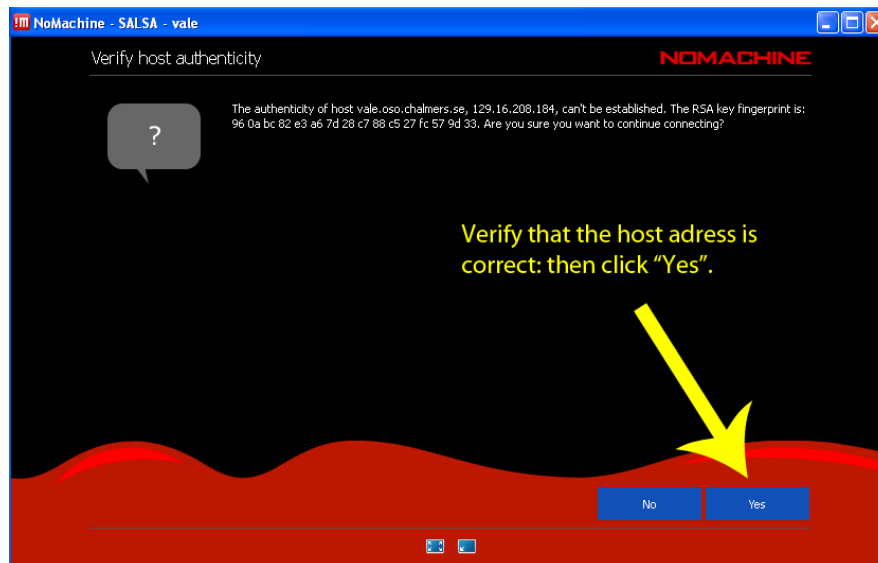 !M NoMachine - SALSA - vale
Verify host authenticity
NOMACHINE
?
The authenticity of host vale.oso.chalmers.se, 129.16.208.184, can't be established. The RSA key fingerprint is:
96 0a bc 82 e3 a6 7d 28 c7 88 c5 27 fc 57 9d 33. Are you sure you want to continue connecting?
Verify that the host adress is
correct: then click “Yes”.
No
Yes